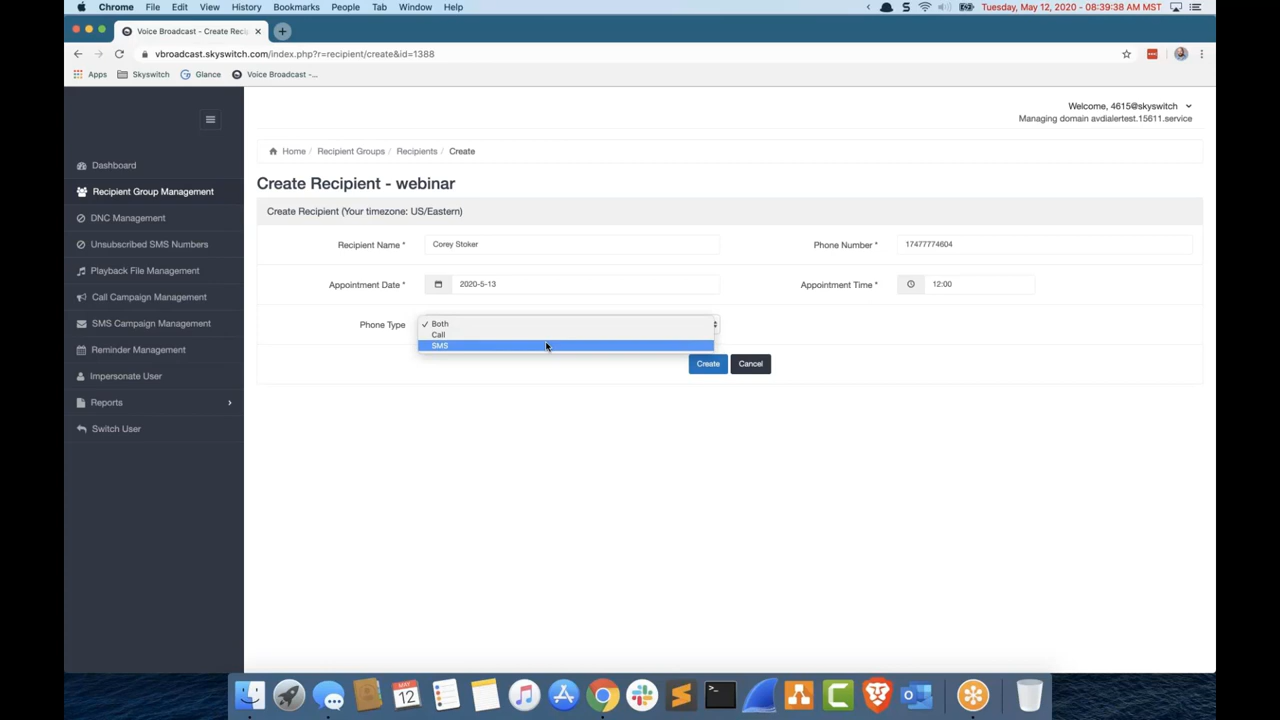 Chrome File Edit View History Bookmarks People Tab Window Help Tuesday, May 12, 2020 - 08:39:38 AM MST
Voice Broadcast - Create Reci
vbroadcast.skyswitch.com/index.php?r=recipient/create&id=1388
Apps Skyswitch Glance Voice Broadcast -...
Welcome, 4615@skyswitch
Managing domain avdialertest.15611.service
Home / Recipient Groups / Recipients / Create
Dashboard
Recipient Group Management
DNC Management
Unsubscribed SMS Numbers
Playback File Management
Call Campaign Management
SMS Campaign Management
Reminder Management
Impersonate User
Reports
Switch User
Create Recipient - webinar
Create Recipient (Your timezone: US/Eastern)
Recipient Name * Corey Stoker Phone Number * 17477774604
Appointment Date * 2020-5-13 Appointment Time * 12:00
Phone Type ✓ Both
Call
SMS
Create Cancel
MAY
12